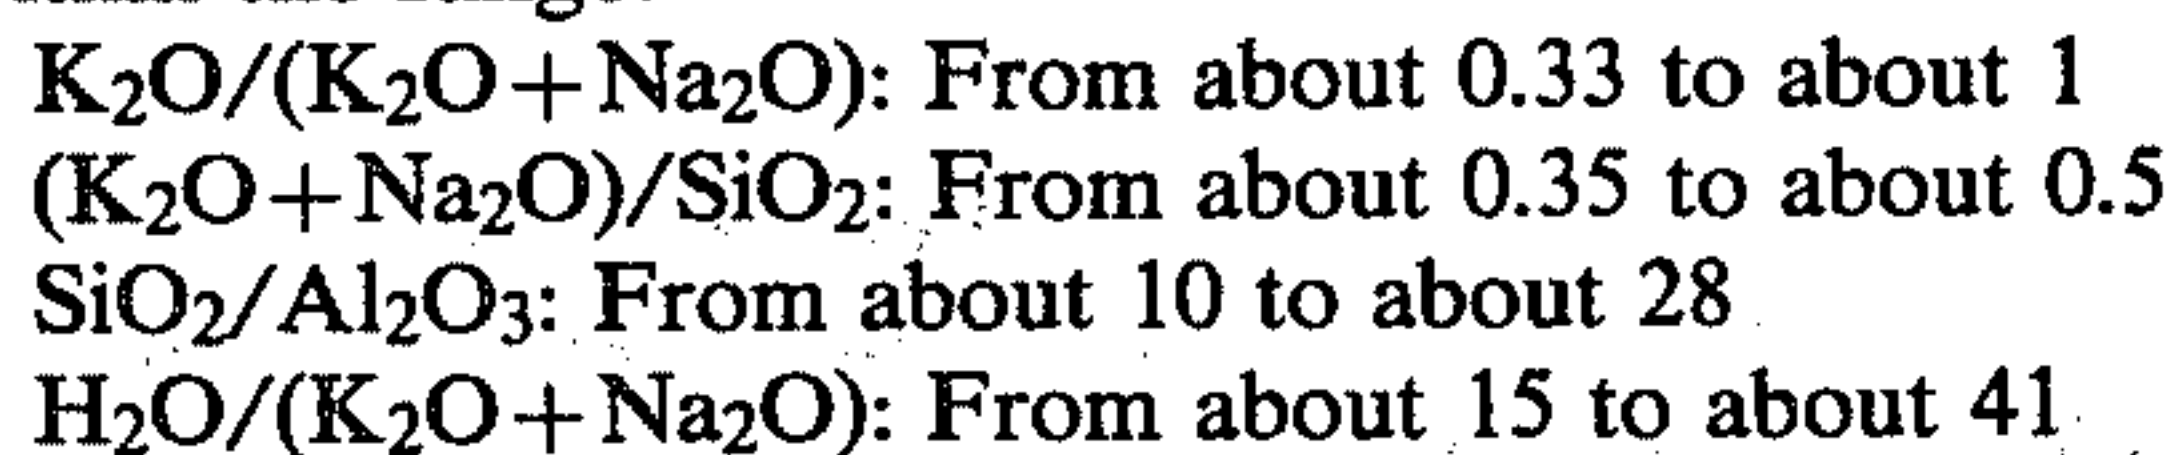 K₂O/(K₂O+Na₂O): From about 0.33 to about 1
(K₂O+Na₂O)/SiO₂: From about 0.35 to about 0.5
SiO₂/Al₂O₃: From about 10 to about 28
H₂O/(K₂O+Na₂O): From about 15 to about 41